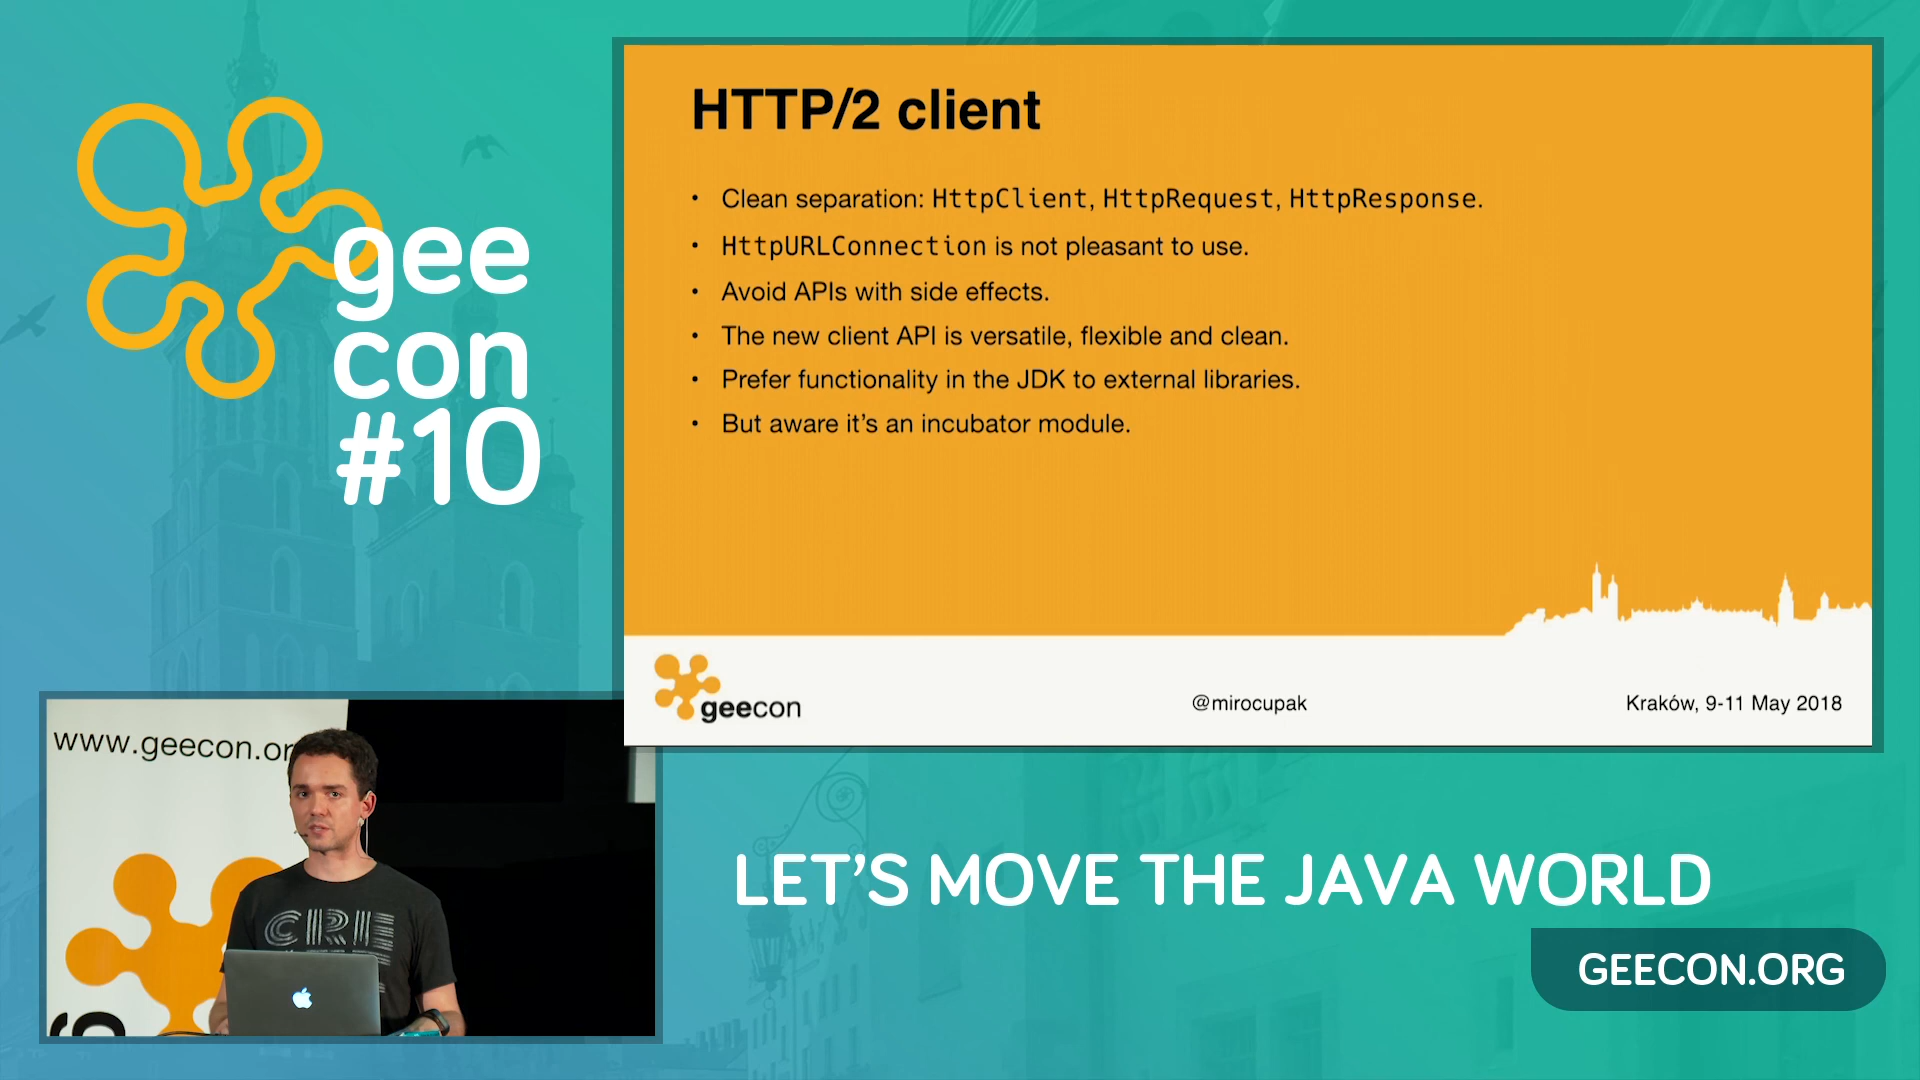 gee
con
#10
HTTP/2 client
• Clean separation: HttpClient, HttpRequest, HttpResponse.
• HttpURLConnection is not pleasant to use.
• Avoid APIs with side effects.
• The new client API is versatile, flexible and clean.
• Prefer functionality in the JDK to external libraries.
• But aware it's an incubator module.
geecon
@mirocupak
Kraków, 9-11 May 2018
www.geecon.or
CRIE
LET'S MOVE THE JAVA WORLD
GEECON.ORG